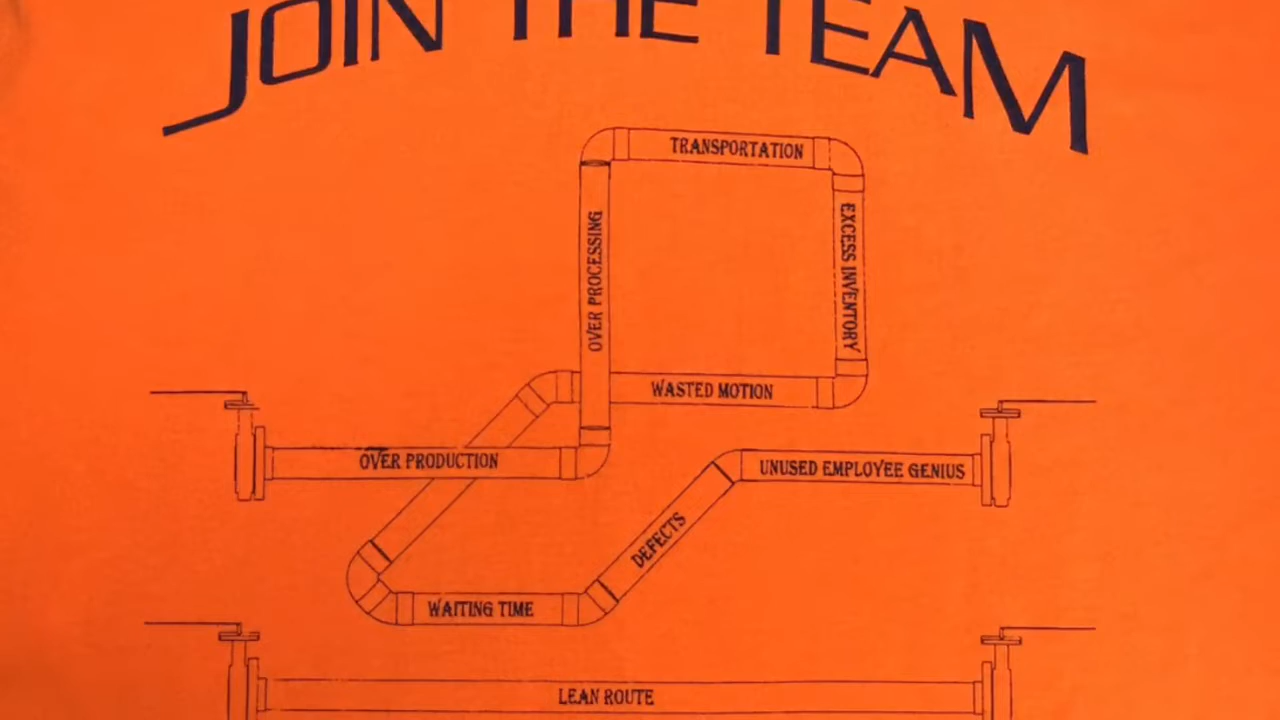 JOIN THE TEAM
TRANSPORTATION
OVER PROCESSING
EXCESS INVENTORY
WASTED MOTION
OVER PRODUCTION
UNUSED EMPLOYEE GENIUS
DEFECTS
WAITING TIME
LEAN ROUTE